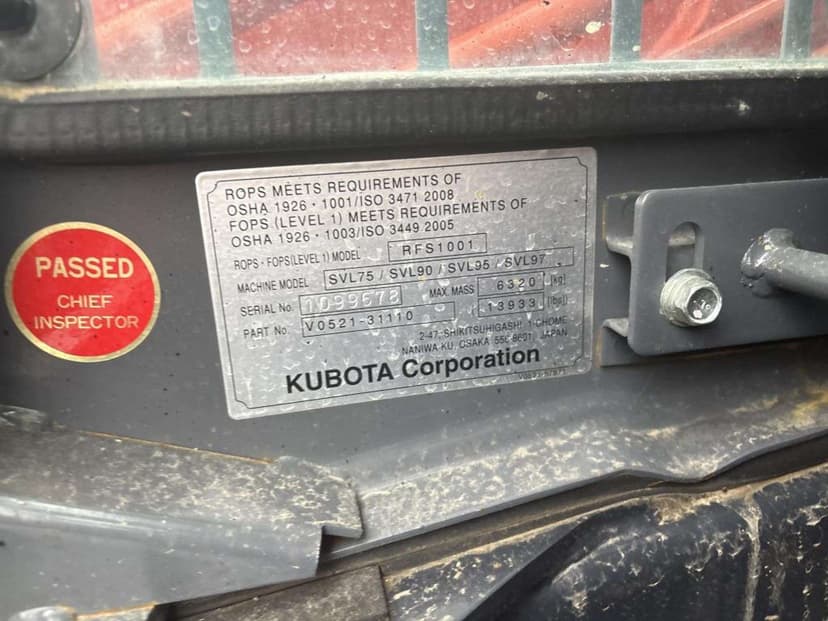 PASSED
CHIEF
INSPECTOR
ROPS MEETS REQUIREMENTS OF
OSHA 1926・1001/ISO 3471 2008
FOPS (LEVEL 1) MEETS REQUIREMENTS OF
OSHA 1926・1003/ISO 3449 2005
ROPS・FOPS(LEVEL 1) MODEL RFS1001
MACHINE MODEL SVL75 / SVL90 / SVL95 / SVL97
SERIAL No. 1099678 MAX. MASS 6320 (kg)
13933 (lbs)
PART No. V0521-31110
2-47, SHIKITSUHIGASHI 1-CHOME
NANIWA-KU, OSAKA 556-8601, JAPAN
KUBOTA Corporation